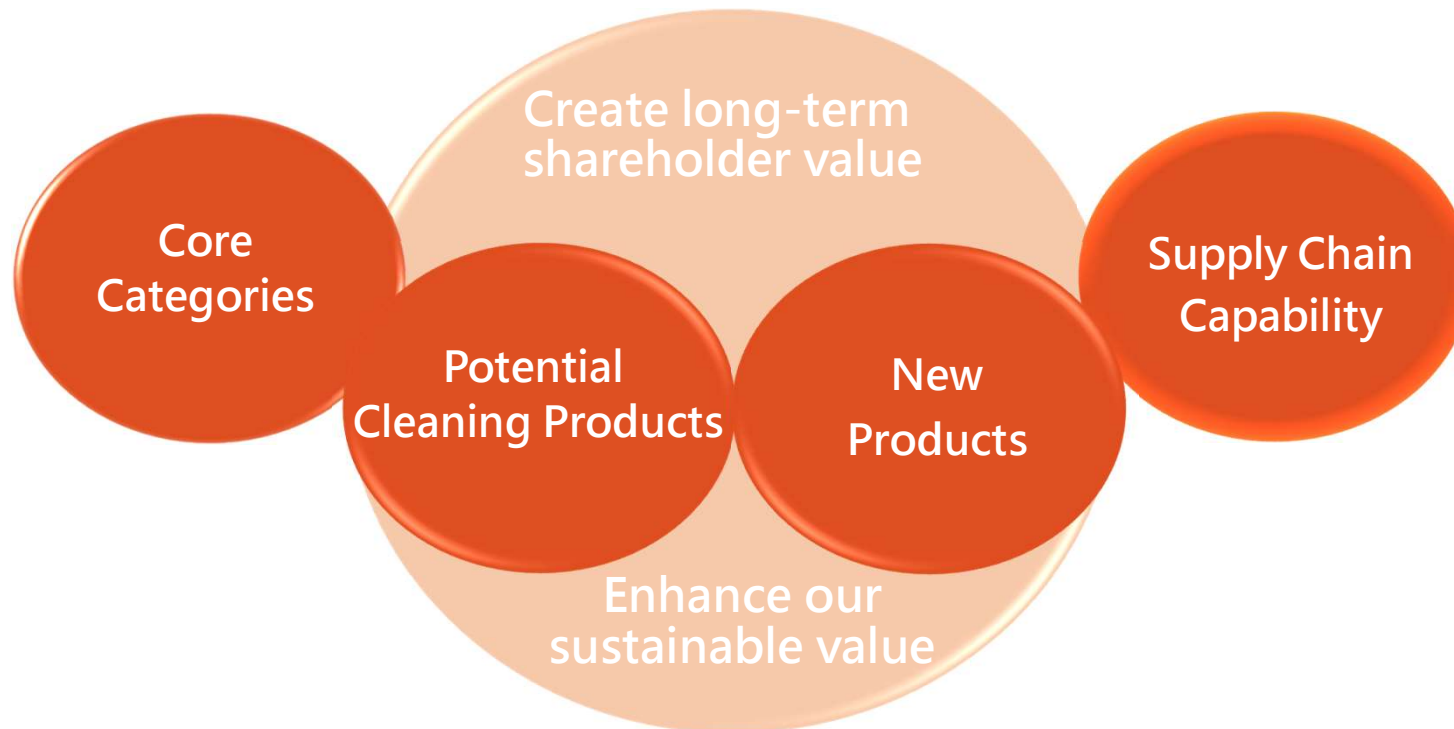 Create long-term
shareholder value
Core
Categories
Potential
Cleaning Products
New
Products
Supply Chain
Capability
Enhance our
sustainable value